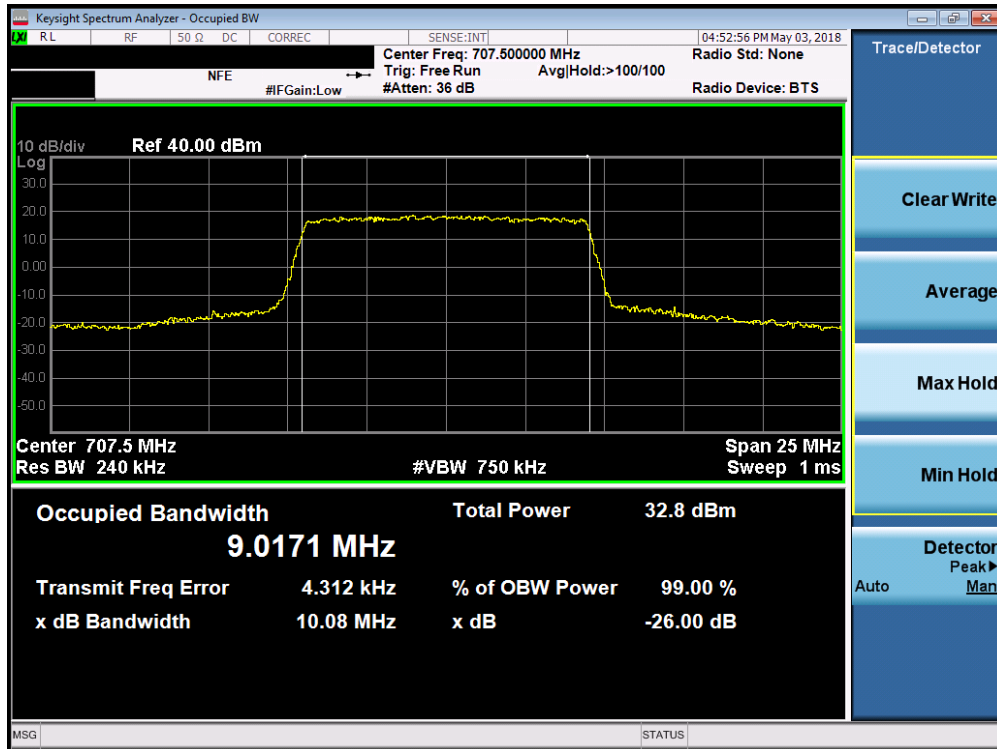 Keysight Spectrum Analyzer - Occupied BW
LXI RL RF 50 Ω DC CORREC SENSE:INT 04:52:56 PM May 03, 2018
Center Freq: 707.500000 MHz Radio Std: None
NFE Trig: Free Run Avg|Hold:>100/100
#IFGain:Low #Atten: 36 dB Radio Device: BTS
10 dB/div Ref 40.00 dBm
Log
30.0
20.0
10.0
0.00
-10.0
-20.0
-30.0
-40.0
-50.0
Center 707.5 MHz Span 25 MHz
Res BW 240 kHz #VBW 750 kHz Sweep 1 ms
Occupied Bandwidth Total Power 32.8 dBm
9.0171 MHz
Transmit Freq Error 4.312 kHz % of OBW Power 99.00 %
x dB Bandwidth 10.08 MHz x dB -26.00 dB
MSG STATUS
Trace/Detector
Clear Write
Average
Max Hold
Min Hold
Detector
Peak▶
Auto Man